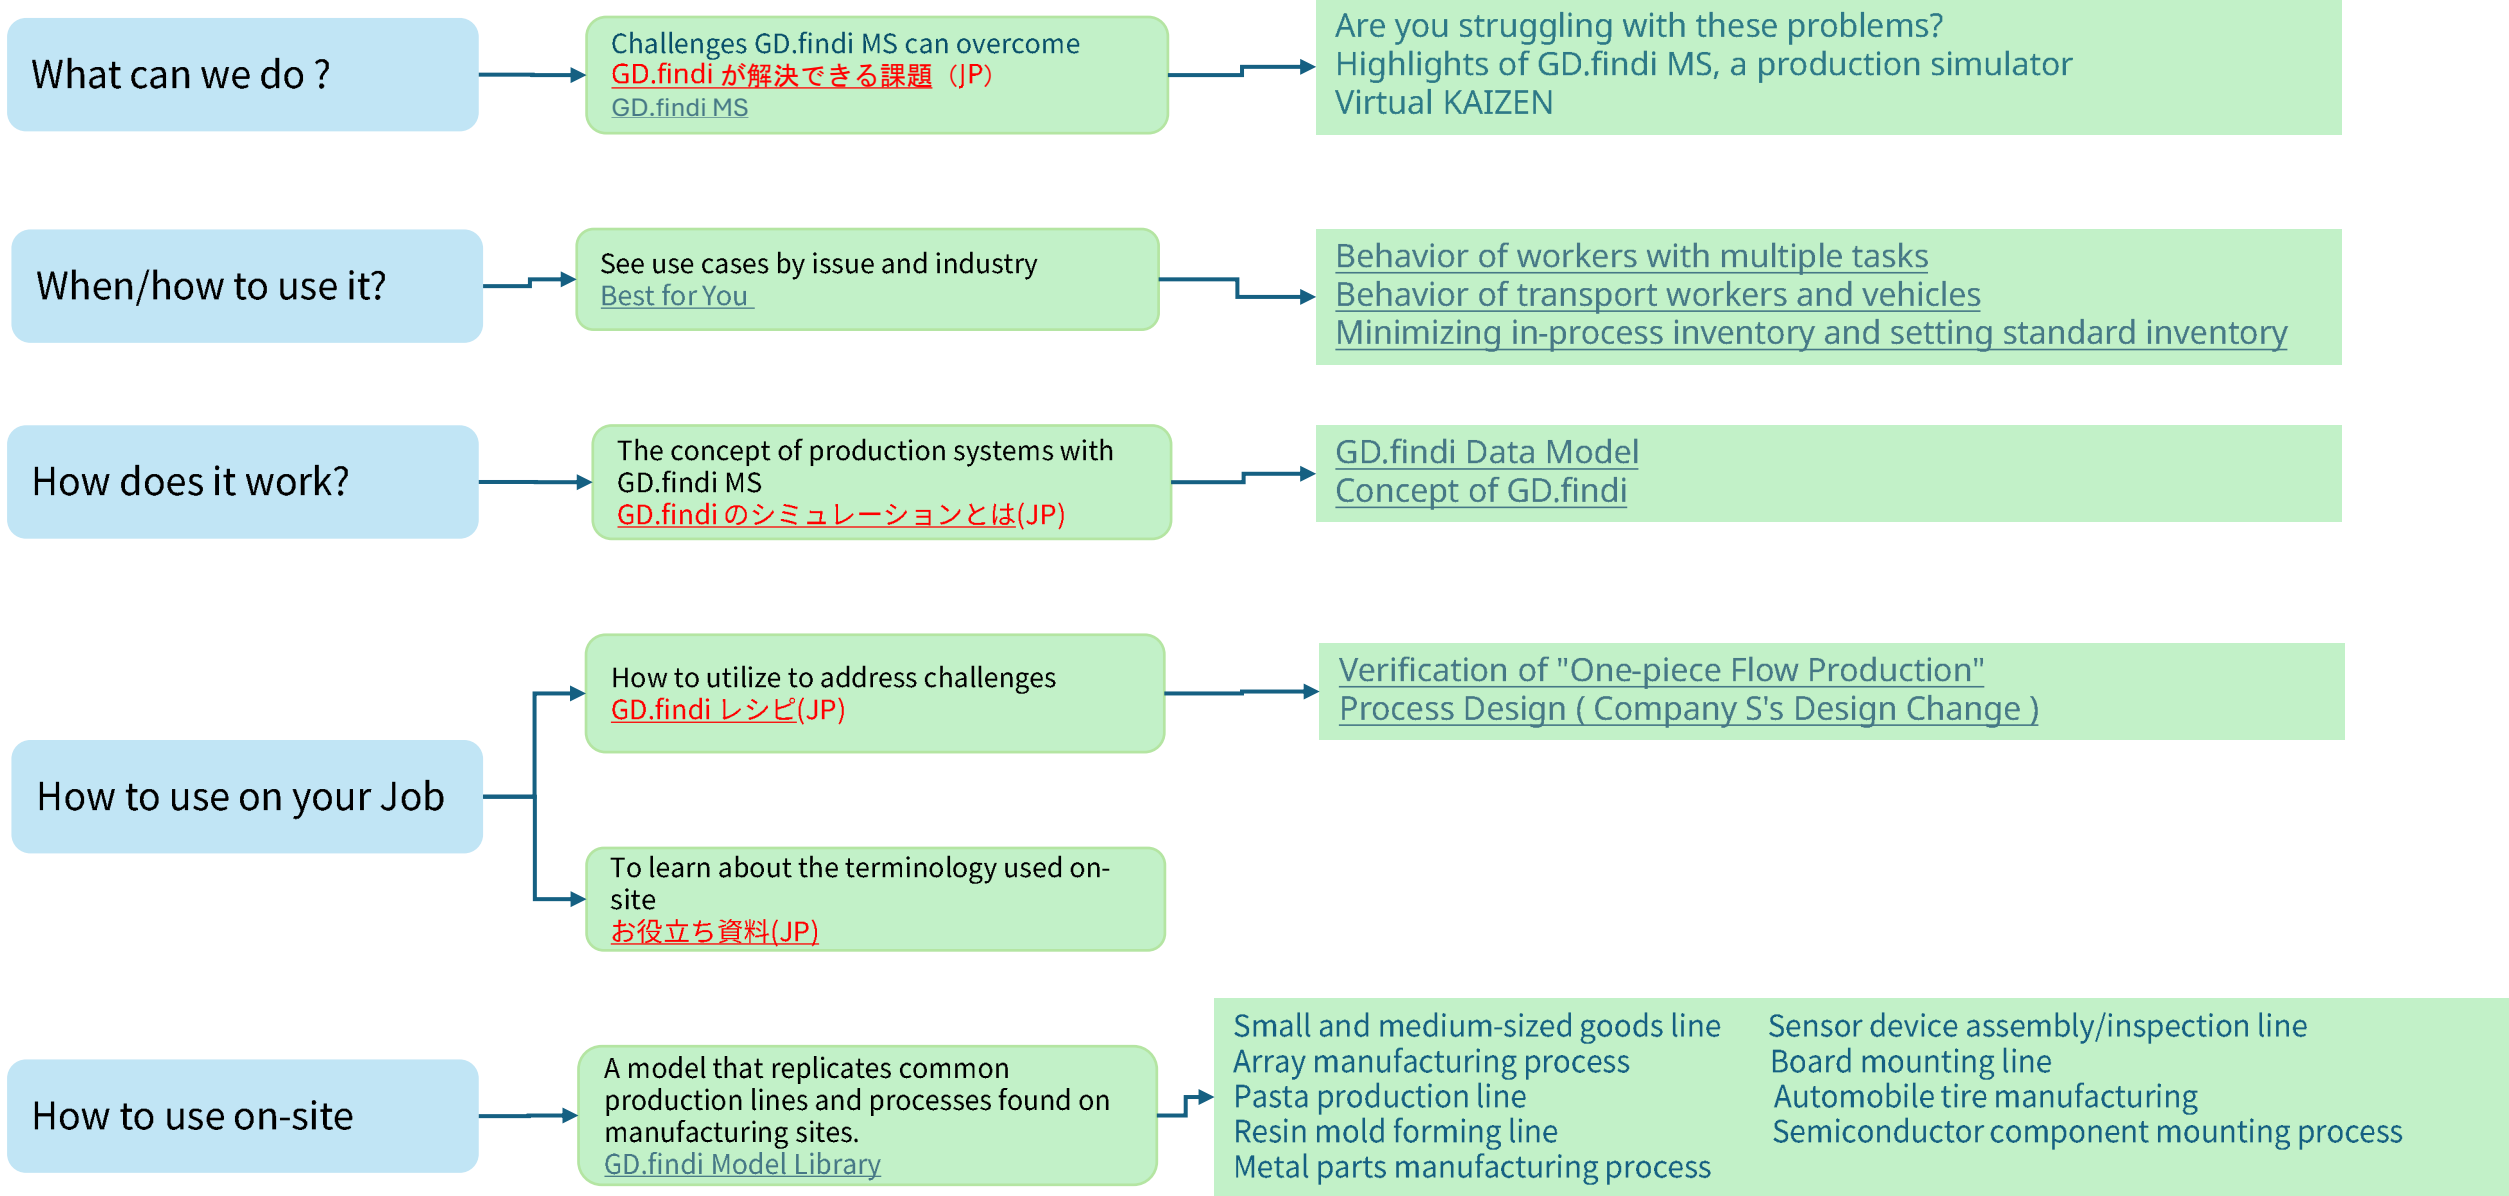 What can we do ?
Challenges GD.findi MS can overcome
GD.findi が解決できる課題（JP）
GD.findi MS
Are you struggling with these problems?
Highlights of GD.findi MS, a production simulator
Virtual KAIZEN
When/how to use it?
See use cases by issue and industry
Best for You
Behavior of workers with multiple tasks
Behavior of transport workers and vehicles
Minimizing in-process inventory and setting standard inventory
How does it work?
The concept of production systems with
GD.findi MS
GD.findi のシミュレーションとは(JP)
GD.findi Data Model
Concept of GD.findi
How to use on your Job
How to utilize to address challenges
GD.findi レシピ(JP)
Verification of "One-piece Flow Production"
Process Design ( Company S's Design Change )
To learn about the terminology used on-
site
お役立ち資料(JP)
How to use on-site
A model that replicates common
production lines and processes found on
manufacturing sites.
GD.findi Model Library
Small and medium-sized goods line Sensor device assembly/inspection line
Array manufacturing process Board mounting line
Pasta production line Automobile tire manufacturing
Resin mold forming line Semiconductor component mounting process
Metal parts manufacturing process